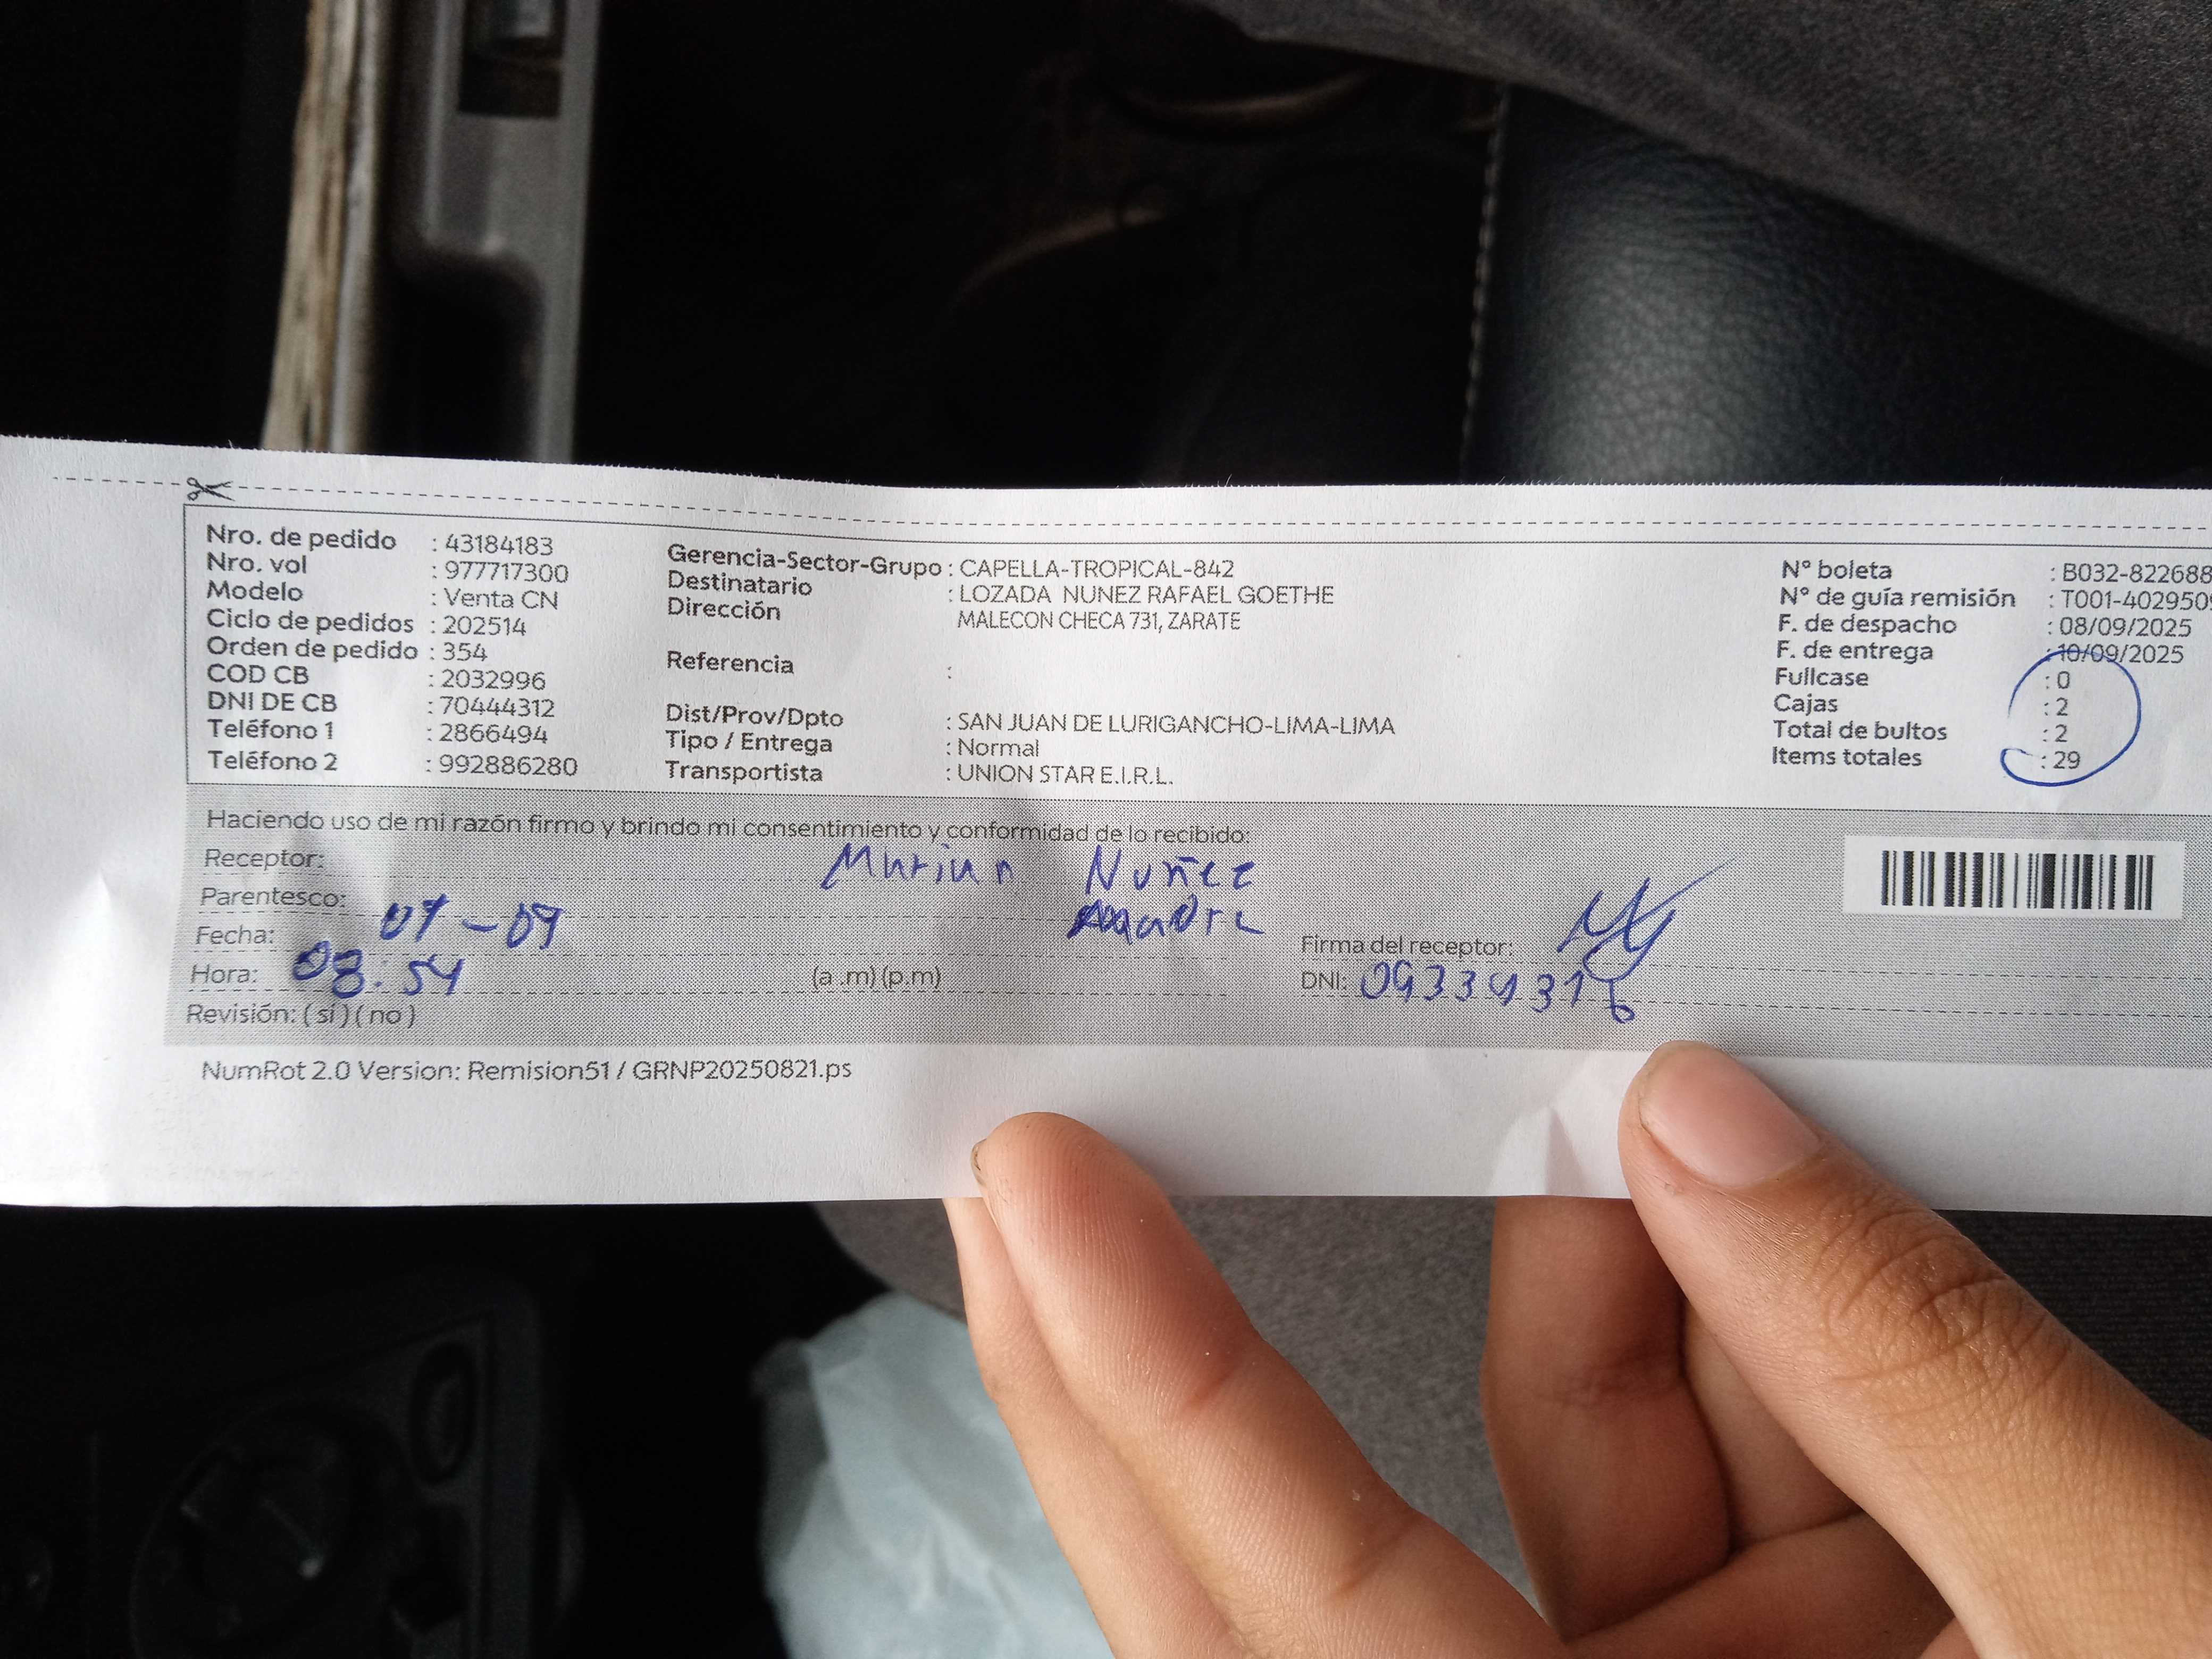 Nro. de pedido : 43184183
Nro. vol : 977717300
Modelo : Venta CN
Ciclo de pedidos : 202514
Orden de pedido : 354
COD CB : 2032996
DNI DE CB : 70444312
Teléfono 1 : 2866494
Teléfono 2 : 992886280
Gerencia-Sector-Grupo : CAPELLA-TROPICAL-842
Destinatario : LOZADA NUNEZ RAFAEL GOETHE
Dirección MALECON CHECA 731, ZARATE
Referencia :
Dist/Prov/Dpto : SAN JUAN DE LURIGANCHO-LIMA-LIMA
Tipo / Entrega : Normal
Transportista : UNION STAR E.I.R.L.
N° boleta : B032-822688
N° de guía remisión : T001-4029509
F. de despacho : 08/09/2025
F. de entrega : 10/09/2025
Fullcase : 0
Cajas : 2
Total de bultos : 2
Items totales : 29
Haciendo uso de mi razón firmo y brindo mi consentimiento y conformidad de lo recibido:
Receptor: Nuñez
Parentesco: madre
Fecha: 09
Hora: 08:54 (a .m) (p.m)
Revisión: ( si ) ( no )
Firma del receptor:
DNI:
NumRot 2.0 Version: Remision51 / GRNP20250821.ps